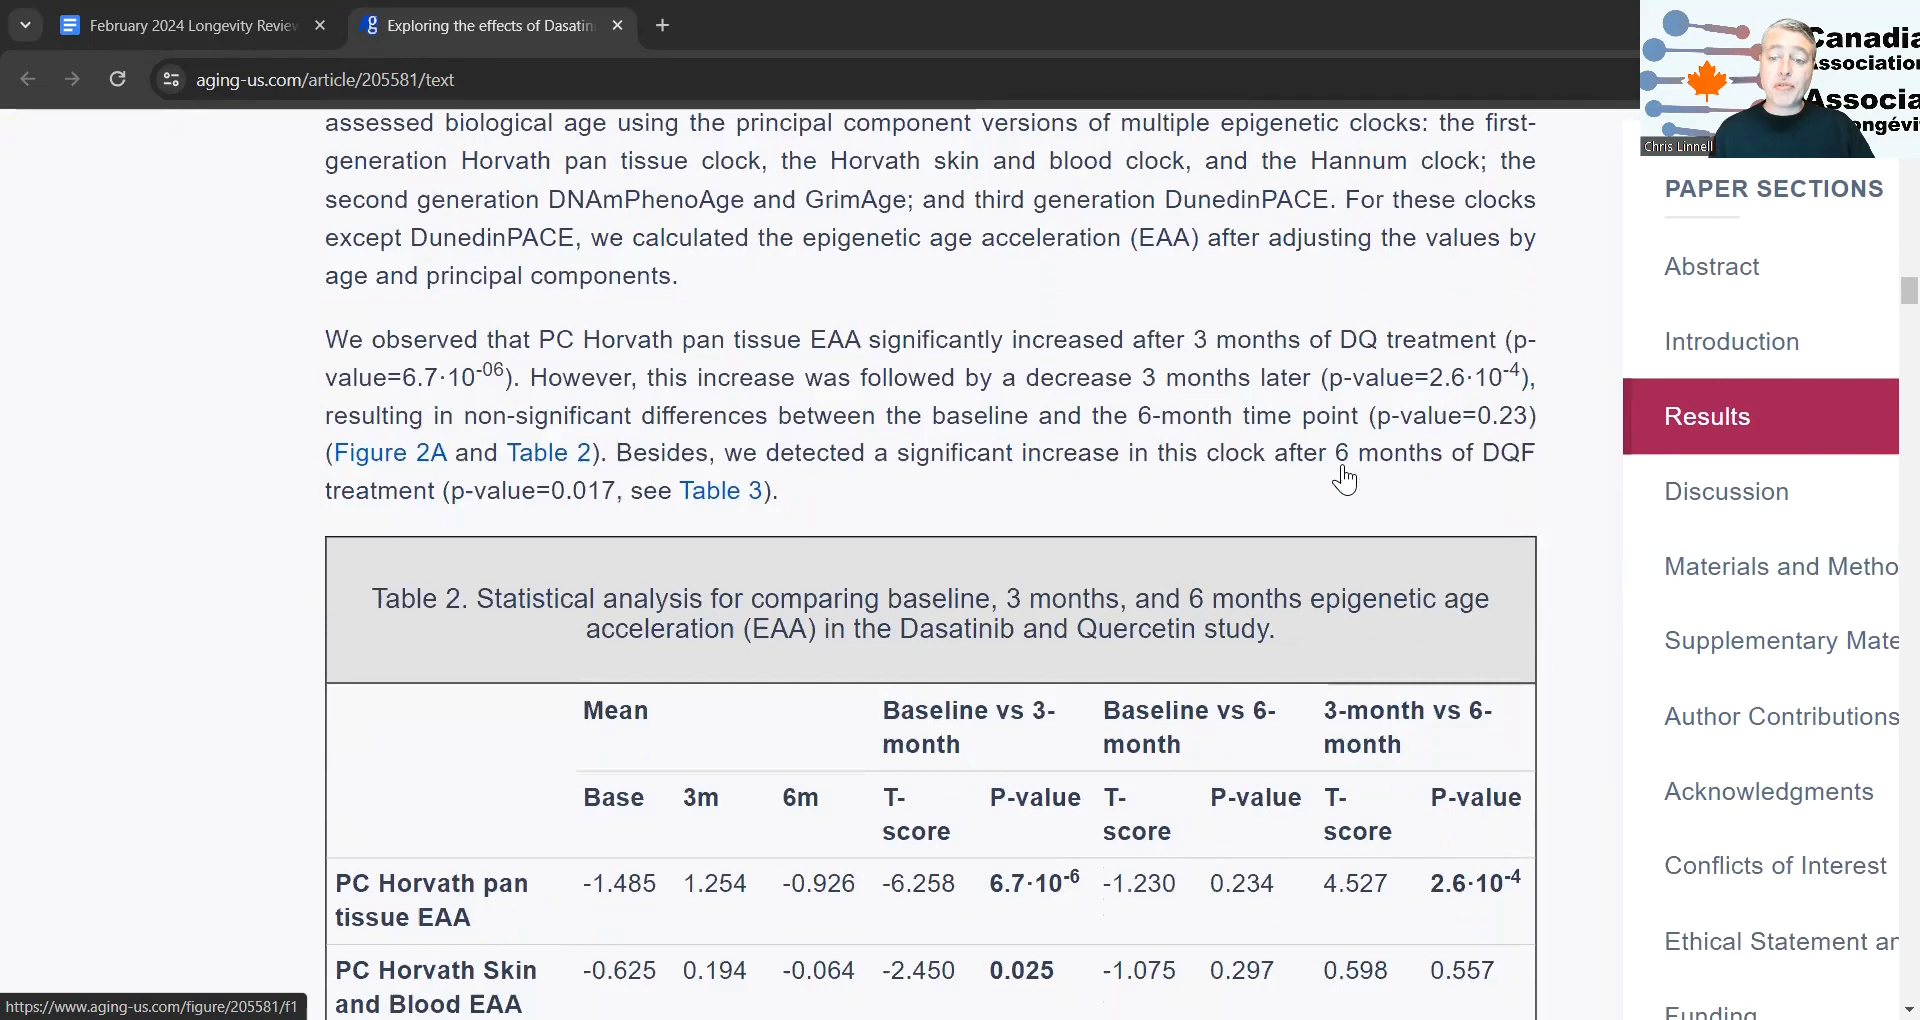 February 2024 Longevity Review
Exploring the effects of Dasatini
aging-us.com/article/205581/text
Canadia
Association
Associa
Longévi
Chris Linnell
assessed biological age using the principal component versions of multiple epigenetic clocks: the first-
generation Horvath pan tissue clock, the Horvath skin and blood clock, and the Hannum clock; the
second generation DNAmPhenoAge and GrimAge; and third generation DunedinPACE. For these clocks
except DunedinPACE, we calculated the epigenetic age acceleration (EAA) after adjusting the values by
age and principal components.
We observed that PC Horvath pan tissue EAA significantly increased after 3 months of DQ treatment (p-
value=6.7·10-06). However, this increase was followed by a decrease 3 months later (p-value=2.6·10-4),
resulting in non-significant differences between the baseline and the 6-month time point (p-value=0.23)
(Figure 2A and Table 2). Besides, we detected a significant increase in this clock after 6 months of DQF
treatment (p-value=0.017, see Table 3).
Table 2. Statistical analysis for comparing baseline, 3 months, and 6 months epigenetic age
acceleration (EAA) in the Dasatinib and Quercetin study.
Mean Baseline vs 3- Baseline vs 6- 3-month vs 6-
month month month
Base 3m 6m T- P-value T- P-value T- P-value
score score score
PC Horvath pan -1.485 1.254 -0.926 -6.258 6.7·10-6 -1.230 0.234 4.527 2.6·10-4
tissue EAA
PC Horvath Skin -0.625 0.194 -0.064 -2.450 0.025 -1.075 0.297 0.598 0.557
and Blood EAA
PAPER SECTIONS
Abstract
Introduction
Results
Discussion
Materials and Metho
Supplementary Mate
Author Contributions
Acknowledgments
Conflicts of Interest
Ethical Statement an
Funding
https://www.aging-us.com/figure/205581/f1